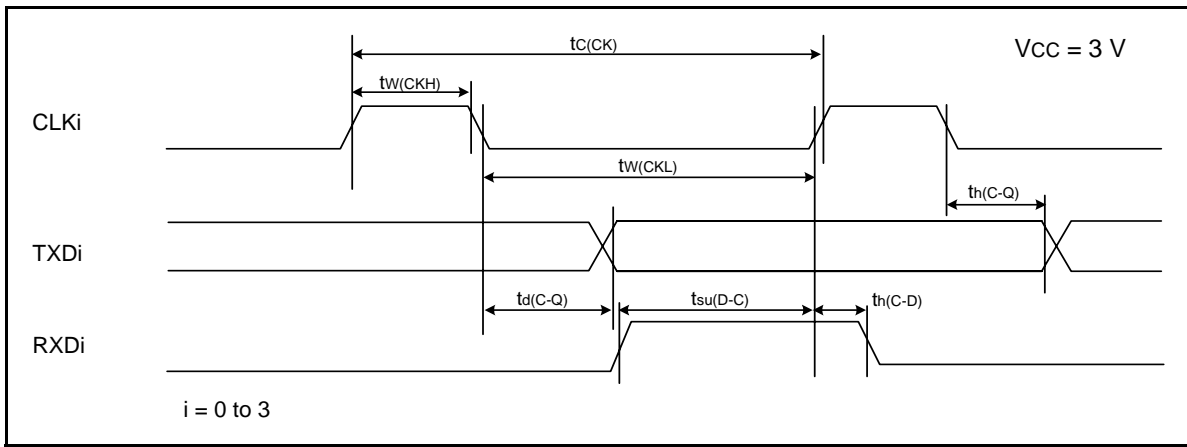 tC(CK)
VCC = 3 V
tW(CKH)
CLKi
tW(CKL)
th(C-Q)
TXDi
td(C-Q)
tsu(D-C)
th(C-D)
RXDi
i = 0 to 3